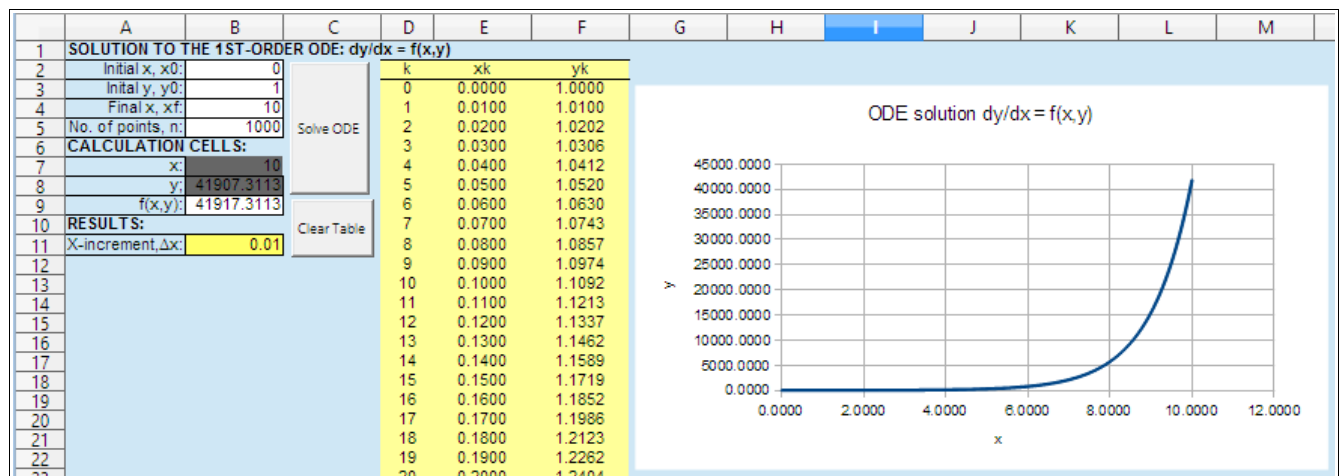 A B C D E F G H I J K L M
1 SOLUTION TO THE 1ST-ORDER ODE: dy/dx = f(x,y)
2 Initial x, x0: 0 k xk yk
3 Inital y, y0: 1 0 0.0000 1.0000
4 Final x, xf: 10 1 0.0100 1.0100
5 No. of points, n: 1000 Solve ODE 2 0.0200 1.0202
6 CALCULATION CELLS: 3 0.0300 1.0306
7 x: 10 4 0.0400 1.0412
8 y; 41907.3113 5 0.0500 1.0520
9 f(x,y): 41917.3113 6 0.0600 1.0630
10 RESULTS: Clear Table 7 0.0700 1.0743
11 X-increment,Δx: 0.01 8 0.0800 1.0857
12 9 0.0900 1.0974
13 10 0.1000 1.1092
14 11 0.1100 1.1213
15 12 0.1200 1.1337
16 13 0.1300 1.1462
17 14 0.1400 1.1589
18 15 0.1500 1.1719
19 16 0.1600 1.1852
20 17 0.1700 1.1986
21 18 0.1800 1.2123
22 19 0.1900 1.2262
ODE solution dy/dx = f(x,y)
45000.0000
40000.0000
35000.0000
30000.0000
25000.0000
20000.0000
15000.0000
10000.0000
5000.0000
0.0000
y
0.0000 2.0000 4.0000 6.0000 8.0000 10.0000 12.0000
x